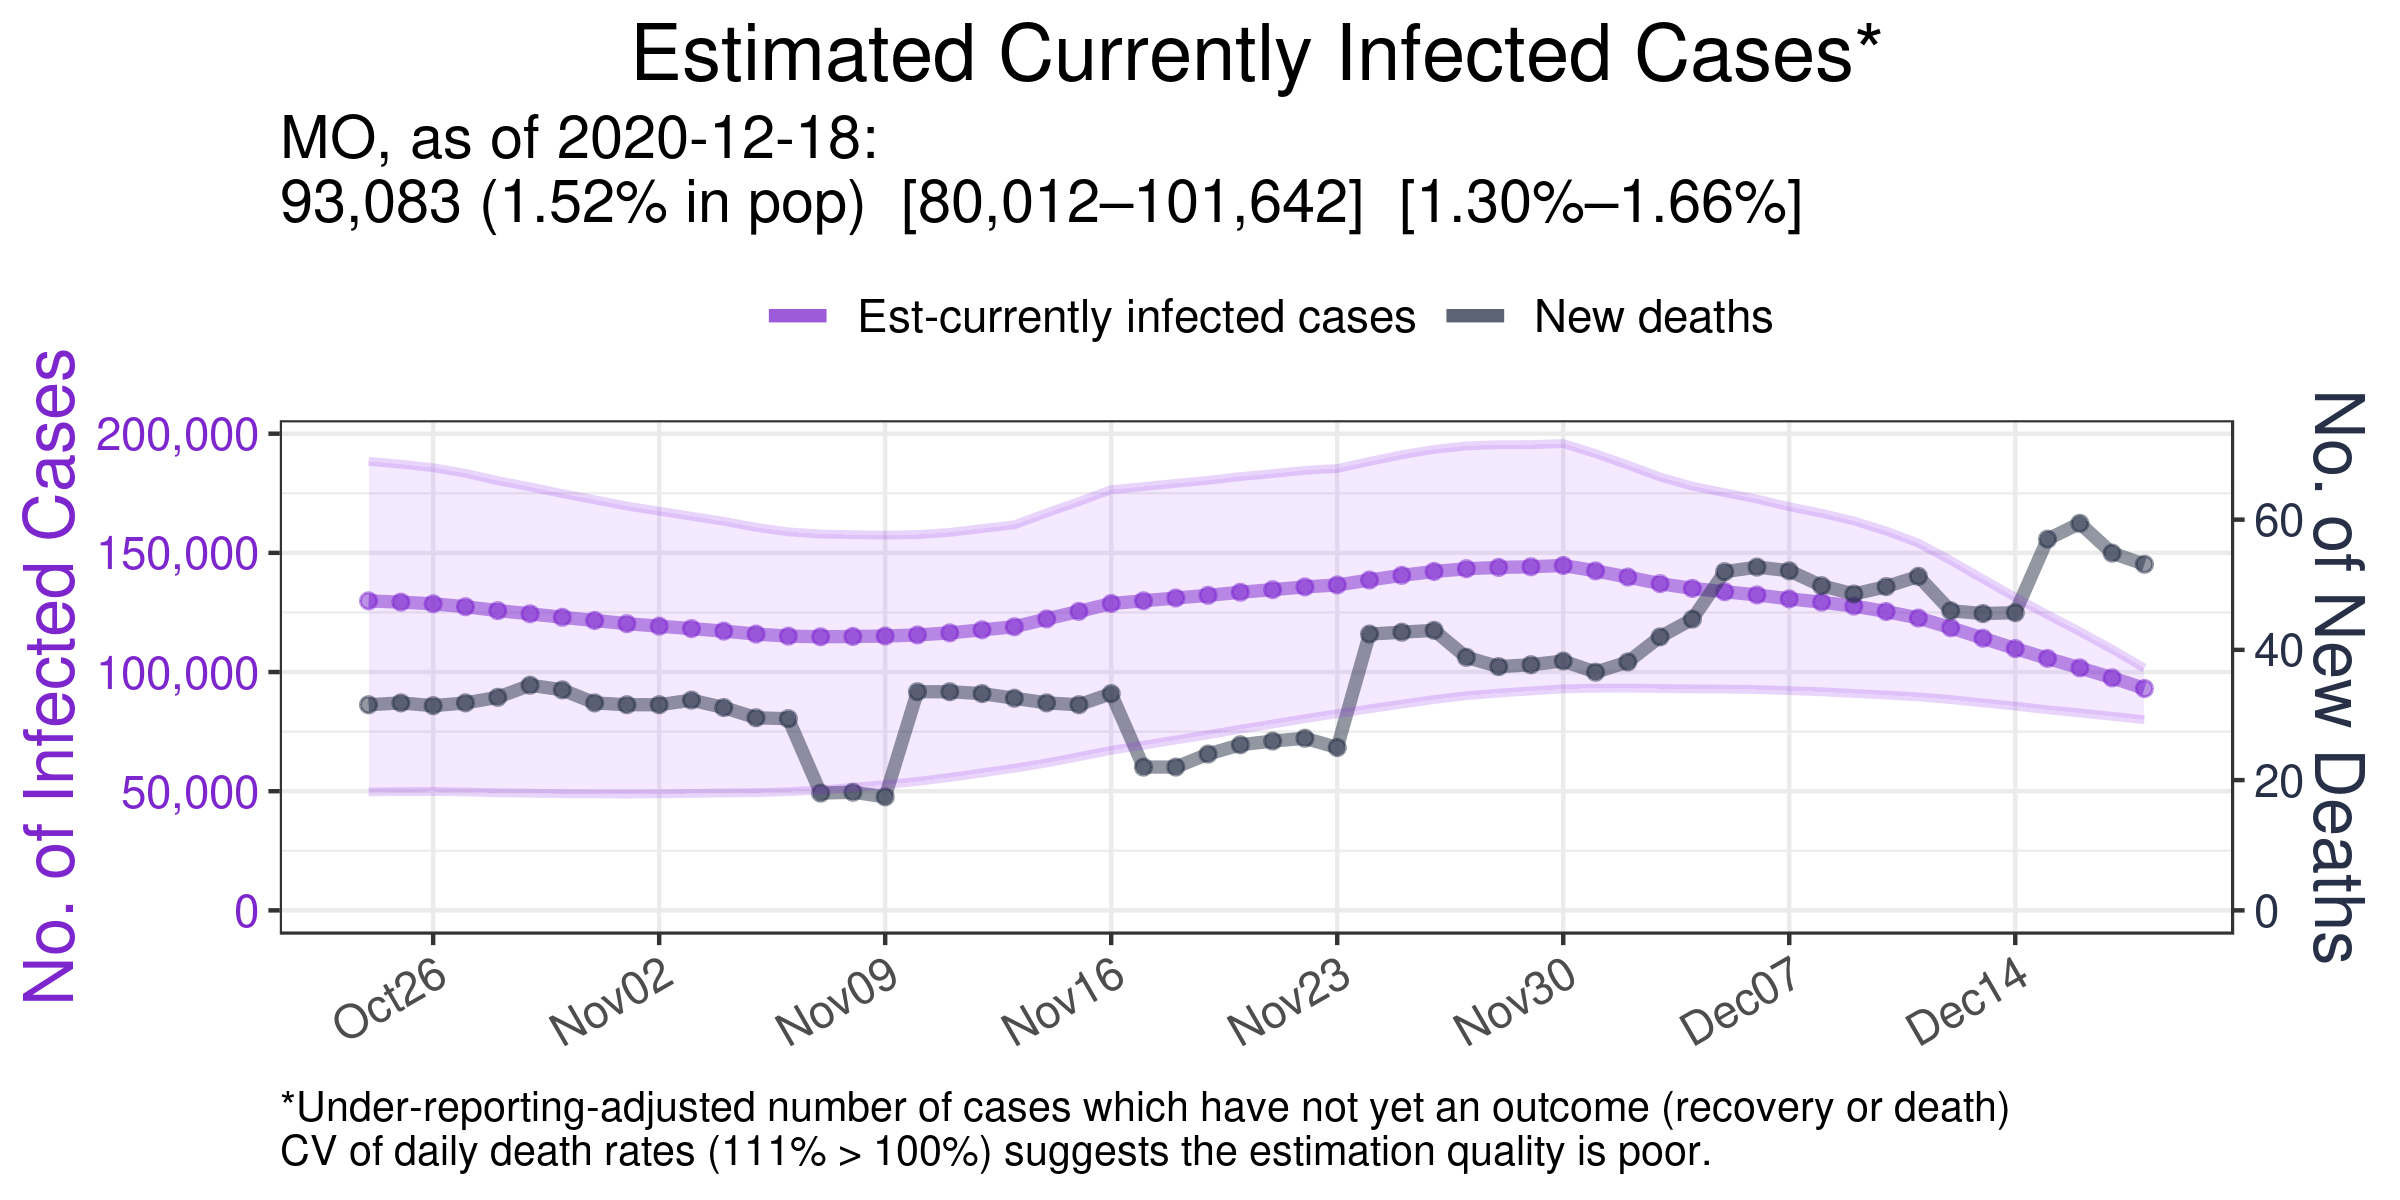 Estimated Currently Infected Cases*
MO, as of 2020-12-18:
93,083 (1.52% in pop)  [80,012–101,642]  [1.30%–1.66%]
Est-currently infected cases
New deaths
No. of Infected Cases
200,000
150,000
100,000
50,000
0
No. of New Deaths
60
40
20
0
Oct26
Nov02
Nov09
Nov16
Nov23
Nov30
Dec07
Dec14
*Under-reporting-adjusted number of cases which have not yet an outcome (recovery or death)
CV of daily death rates (111% > 100%) suggests the estimation quality is poor.